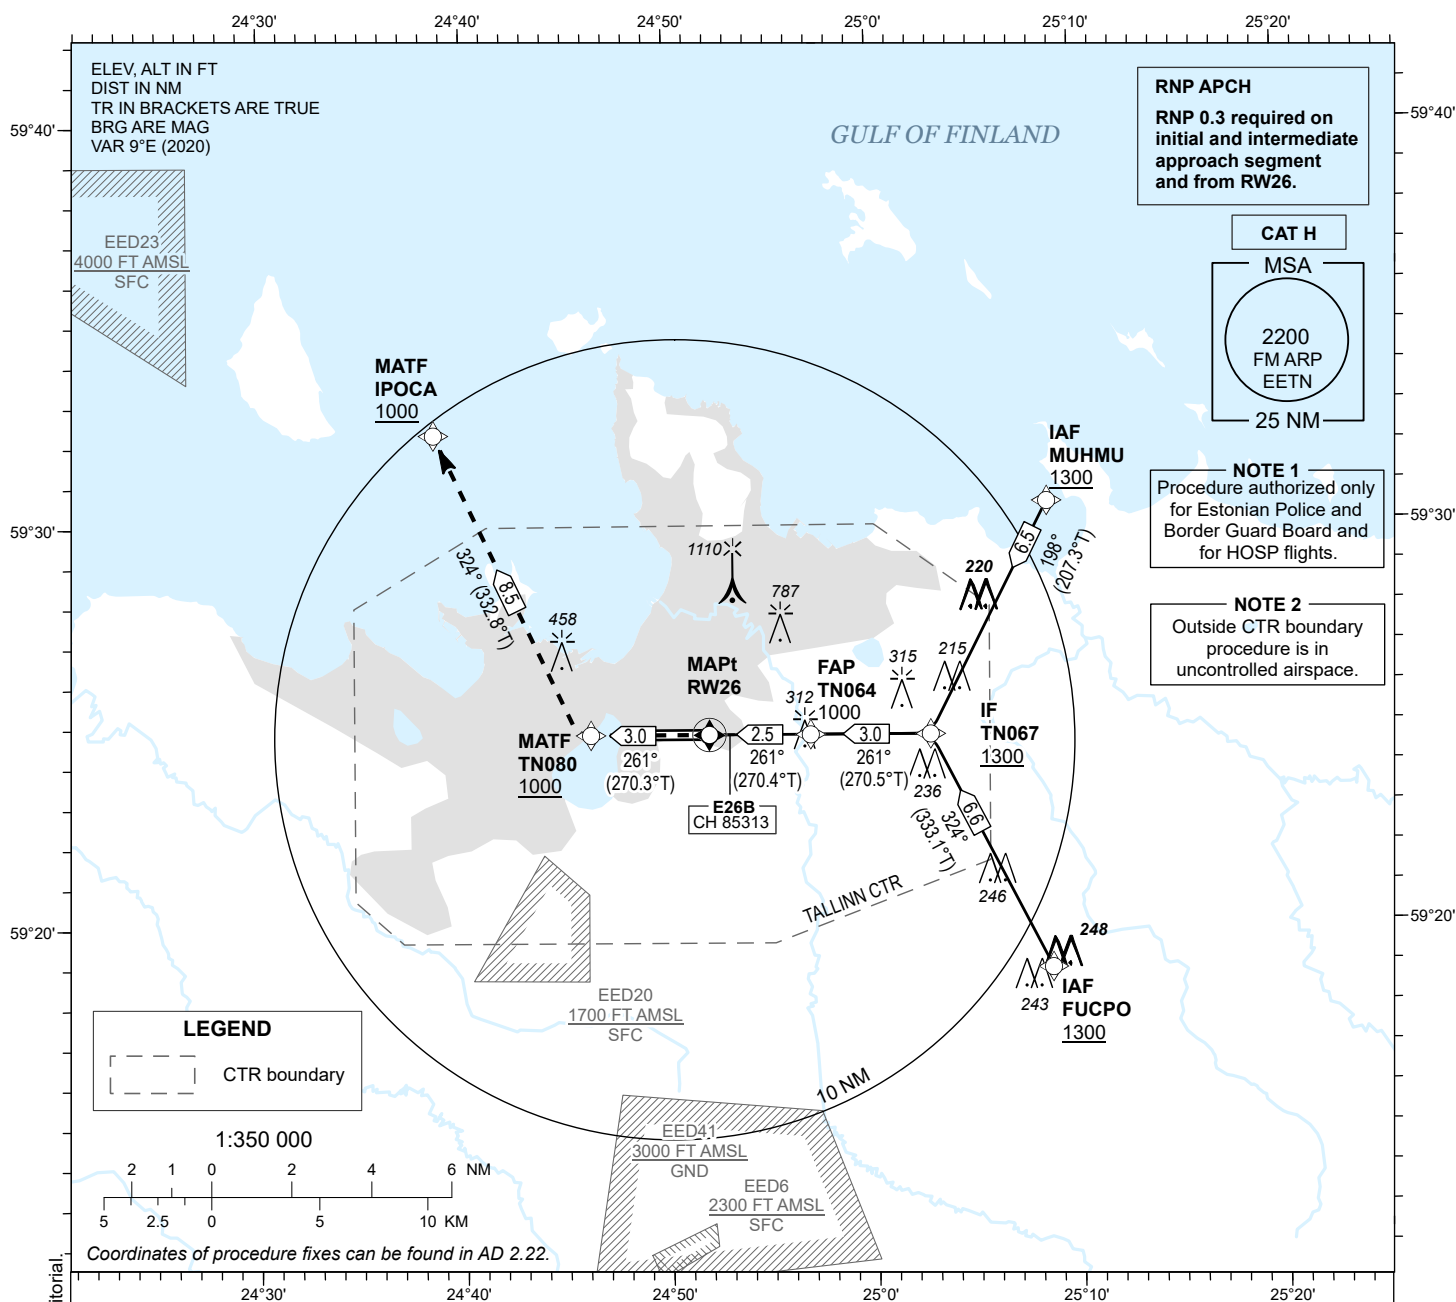 24°30'
24°40'
24°50'
25°0'
25°10'
25°20'
ELEV, ALT IN FT
DIST IN NM
TR IN BRACKETS ARE TRUE
BRG ARE MAG
VAR 9°E (2020)
59°40'
59°40'
GULF OF FINLAND
RNP APCH
RNP 0.3 required on
initial and intermediate
approach segment
and from RW26.
CAT H
MSA
2200
FM ARP
EETN
25 NM
EED23
4000 FT AMSL
SFC
MATF
IPOCA
1000
IAF
MUHMU
1300
NOTE 1
Procedure authorized only
for Estonian Police and
Border Guard Board and
for HOSP flights.
59°30'
59°30'
6.5
198°
(207.3°T)
1110
220
324° (332.8°T)
8.5
787
458
NOTE 2
Outside CTR boundary
procedure is in
uncontrolled airspace.
MAPt
RW26
FAP
TN064
1000
312
315
215
IF
TN067
1300
MATF
TN080
1000
3.0
261°
(270.3°T)
2.5
261°
(270.4°T)
3.0
261°
(270.5°T)
236
E26B
CH 85313
6.6
324°
(333.1°T)
246
TALLINN CTR
59°20'
59°20'
248
243
IAF
FUCPO
1300
EED20
1700 FT AMSL
SFC
LEGEND
CTR boundary
10 NM
1:350 000
2 1 0 2 4 6 NM
5 2.5 0 5 10 KM
EED41
3000 FT AMSL
GND
EED6
2300 FT AMSL
SFC
Coordinates of procedure fixes can be found in AD 2.22.
itorial.
24°30'
24°40'
24°50'
25°0'
25°10'
25°20'